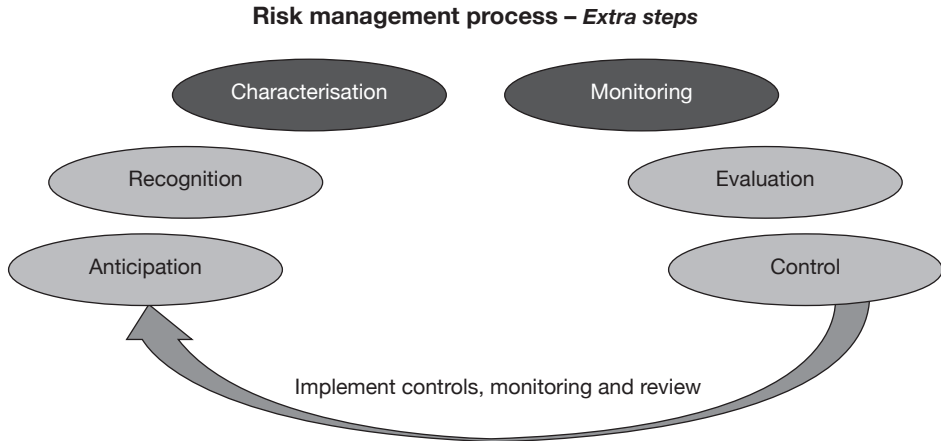 Risk management process – Extra steps
Characterisation
Monitoring
Recognition
Evaluation
Anticipation
Control
Implement controls, monitoring and review